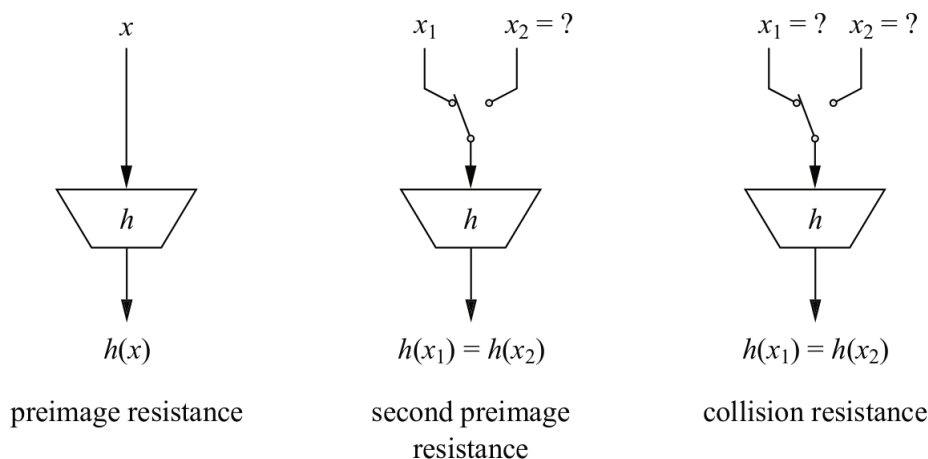 x
h
h(x)
preimage resistance
x₁
x₂ = ?
h
h(x₁) = h(x₂)
second preimage
resistance
x₁ = ?
x₂ = ?
h
h(x₁) = h(x₂)
collision resistance